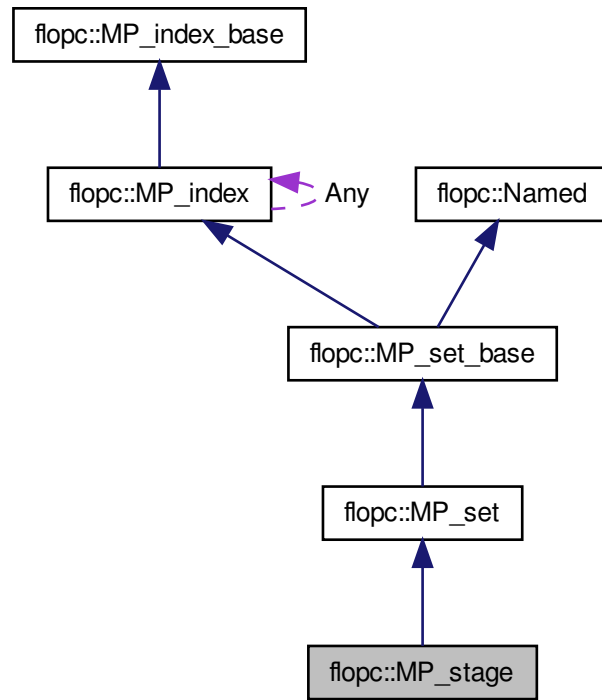 flopc::MP_index_base
flopc::MP_index
Any
flopc::Named
flopc::MP_set_base
flopc::MP_set
flopc::MP_stage